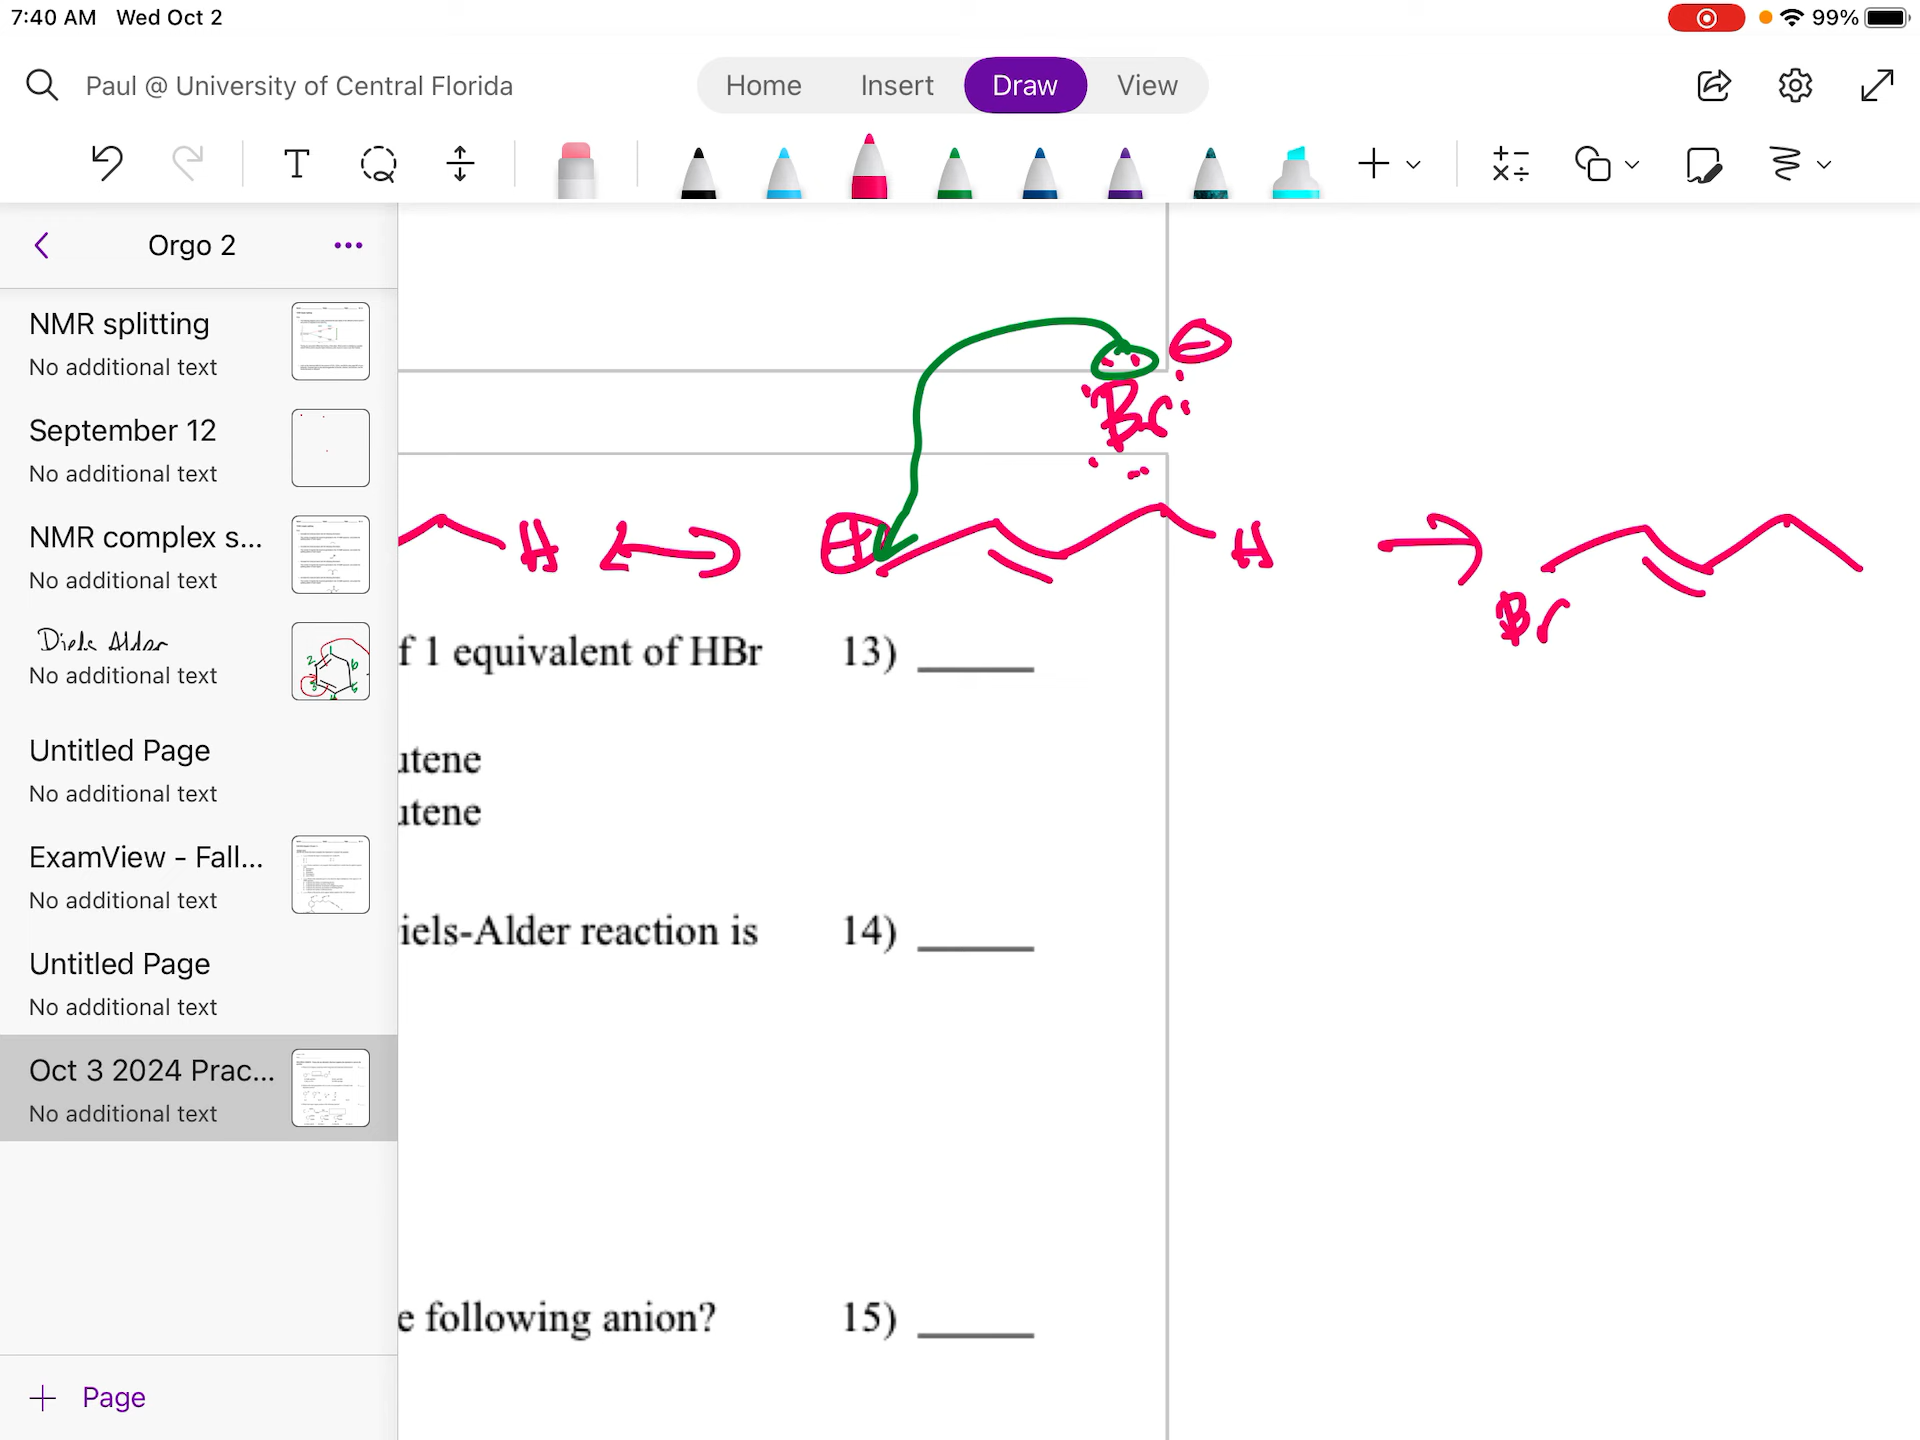 7:40 AM Wed Oct 2
99%
Paul @ University of Central Florida
Home Insert Draw View
T
Orgo 2
NMR splitting
No additional text
September 12
No additional text
NMR complex s...
No additional text
Diels Alder
No additional text
Untitled Page
No additional text
ExamView - Fall...
No additional text
Untitled Page
No additional text
Oct 3 2024 Prac...
No additional text
+ Page
Br
H
+
H
Br
f 1 equivalent of HBr 13) ______
utene
utene
iels-Alder reaction is 14) ______
e following anion? 15) ______